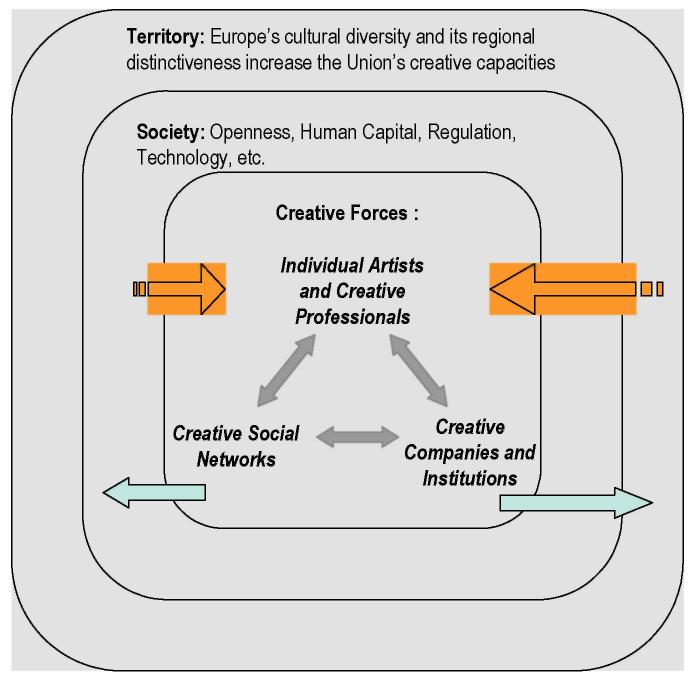 Territory: Europe's cultural diversity and its regional
distinctiveness increase the Union's creative capacities
Society: Openness, Human Capital, Regulation,
Technology, etc.
Creative Forces :
Individual Artists
and Creative
Professionals
Creative Social
Networks
Creative
Companies and
Institutions